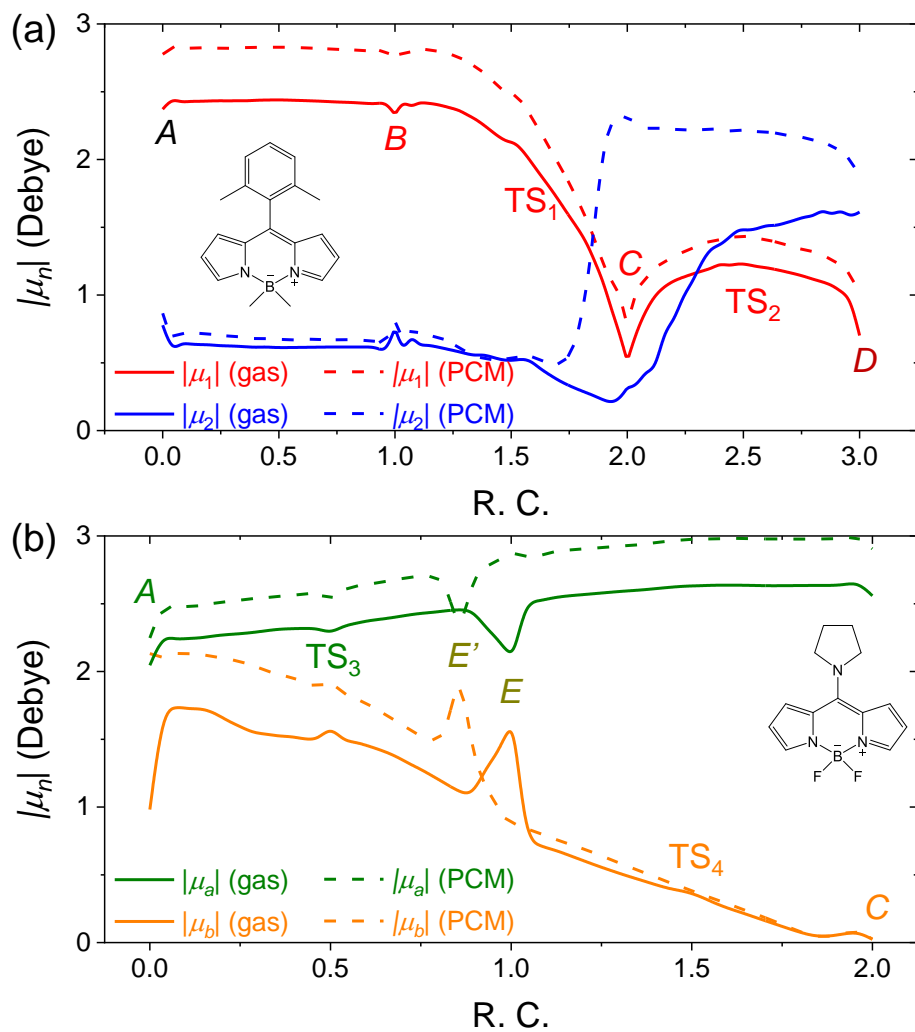 (a)
3
2
1
0
|μn| (Debye)
A
B
TS1
C
TS2
D
N
N
B
−
+
|μ1| (gas)
|μ1| (PCM)
|μ2| (gas)
|μ2| (PCM)
0.0 0.5 1.0 1.5 2.0 2.5 3.0
R. C.
(b)
3
2
1
0
|μn| (Debye)
A
TS3
E’
E
TS4
C
N
N
N
B
−
+
F
F
|μa| (gas)
|μa| (PCM)
|μb| (gas)
|μb| (PCM)
0.0 0.5 1.0 1.5 2.0
R. C.